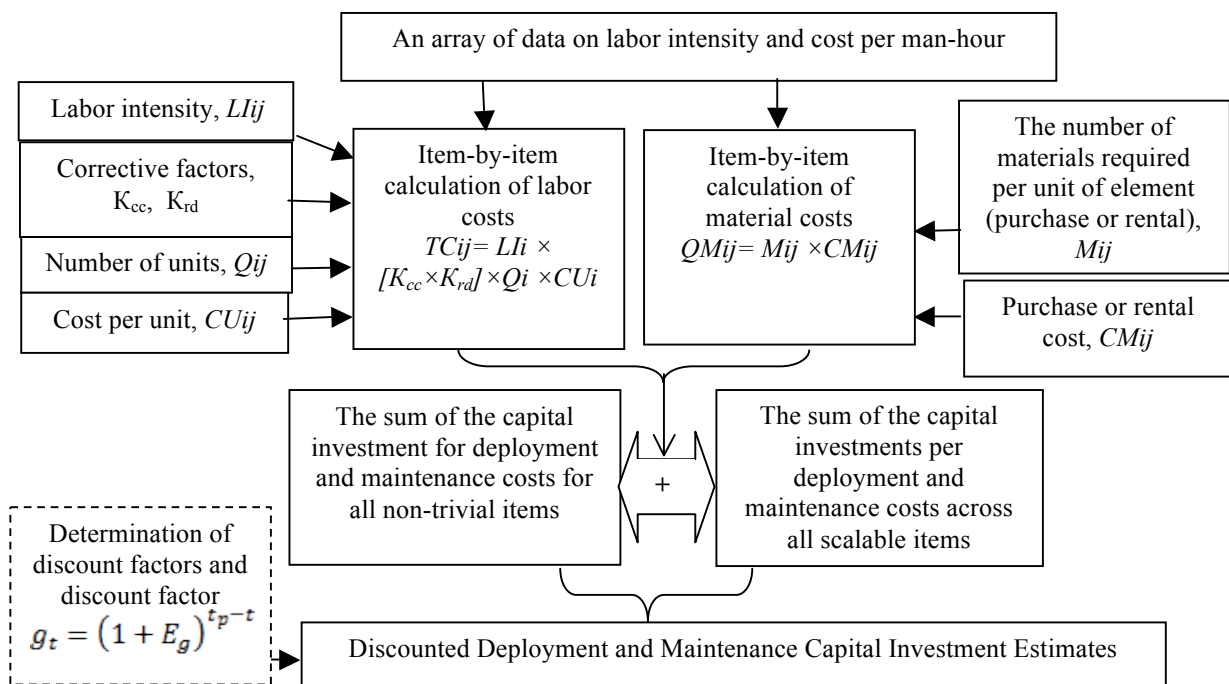 An array of data on labor intensity and cost per man-hour
Labor intensity, LIij
Corrective factors,
Kcc, Krd
Number of units, Qij
Cost per unit, CUij
Item-by-item
calculation of labor
costs
TCij= LIi ×
[Kcc×Krd]×Qi ×CUi
Item-by-item
calculation of
material costs
QMij= Mij ×CMij
The number of
materials required
per unit of element
(purchase or rental),
Mij
Purchase or rental
cost, CMij
The sum of the capital
investment for deployment
and maintenance costs for
all non-trivial items
+
The sum of the capital
investments per
deployment and
maintenance costs across
all scalable items
Determination of
discount factors and
discount factor
g_t = (1 + E_g)^{t_p−t}
Discounted Deployment and Maintenance Capital Investment Estimates